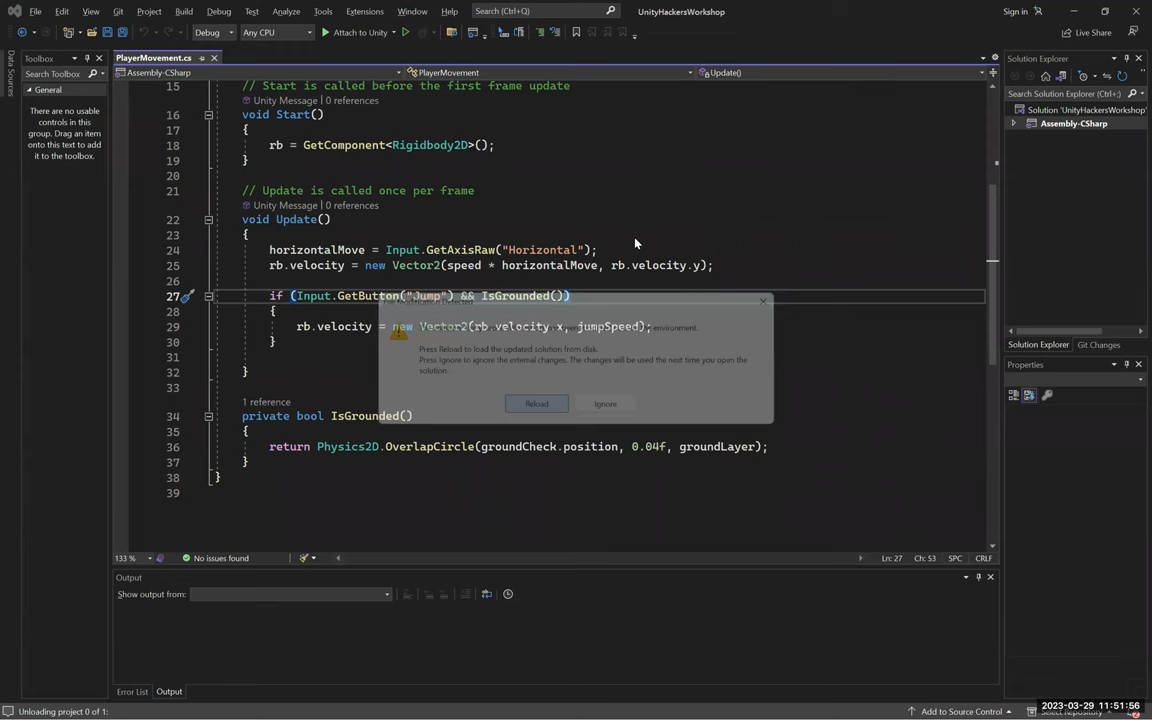 File Edit View Git Project Build Debug Test Analyze Tools Extensions Window Help Search (Ctrl+Q) UnityHackersWorkshop Sign in
Debug Any CPU Attach to Unity Live Share
Data Sources
Toolbox
Search Toolbox
General
There are no usable
controls in this
group. Drag an item
onto this text to add
it to the toolbox.
PlayerMovement.cs
Assembly-CSharp PlayerMovement Update()
15 // Start is called before the first frame update
Unity Message | 0 references
16 void Start()
17 {
18 rb = GetComponent<Rigidbody2D>();
19 }
20
21 // Update is called once per frame
Unity Message | 0 references
22 void Update()
23 {
24 horizontalMove = Input.GetAxisRaw("Horizontal");
25 rb.velocity = new Vector2(speed * horizontalMove, rb.velocity.y);
26
27 if (Input.GetButton("Jump") && IsGrounded())
28 {
29 rb.velocity = new Vector2(rb.velocity.x, jumpSpeed);
30 }
31
32 }
33
1 reference
34 private bool IsGrounded()
35 {
36 return Physics2D.OverlapCircle(groundCheck.position, 0.04f, groundLayer);
37 }
38 }
39
environment.
Press Reload to load the updated solution from disk.
Press Ignore to ignore the external changes. The changes will be used the next time you open the
solution.
Reload Ignore
133 % No issues found Ln: 27 Ch: 53 SPC CRLF
Output
Show output from:
Error List Output
Solution Explorer
Search Solution Explorer (Ctrl+;)
Solution 'UnityHackersWorkshop'
Assembly-CSharp
Solution Explorer Git Changes
Properties
Unloading project 0 of 1: Add to Source Control Select Repository
2023-03-29 11:51:56